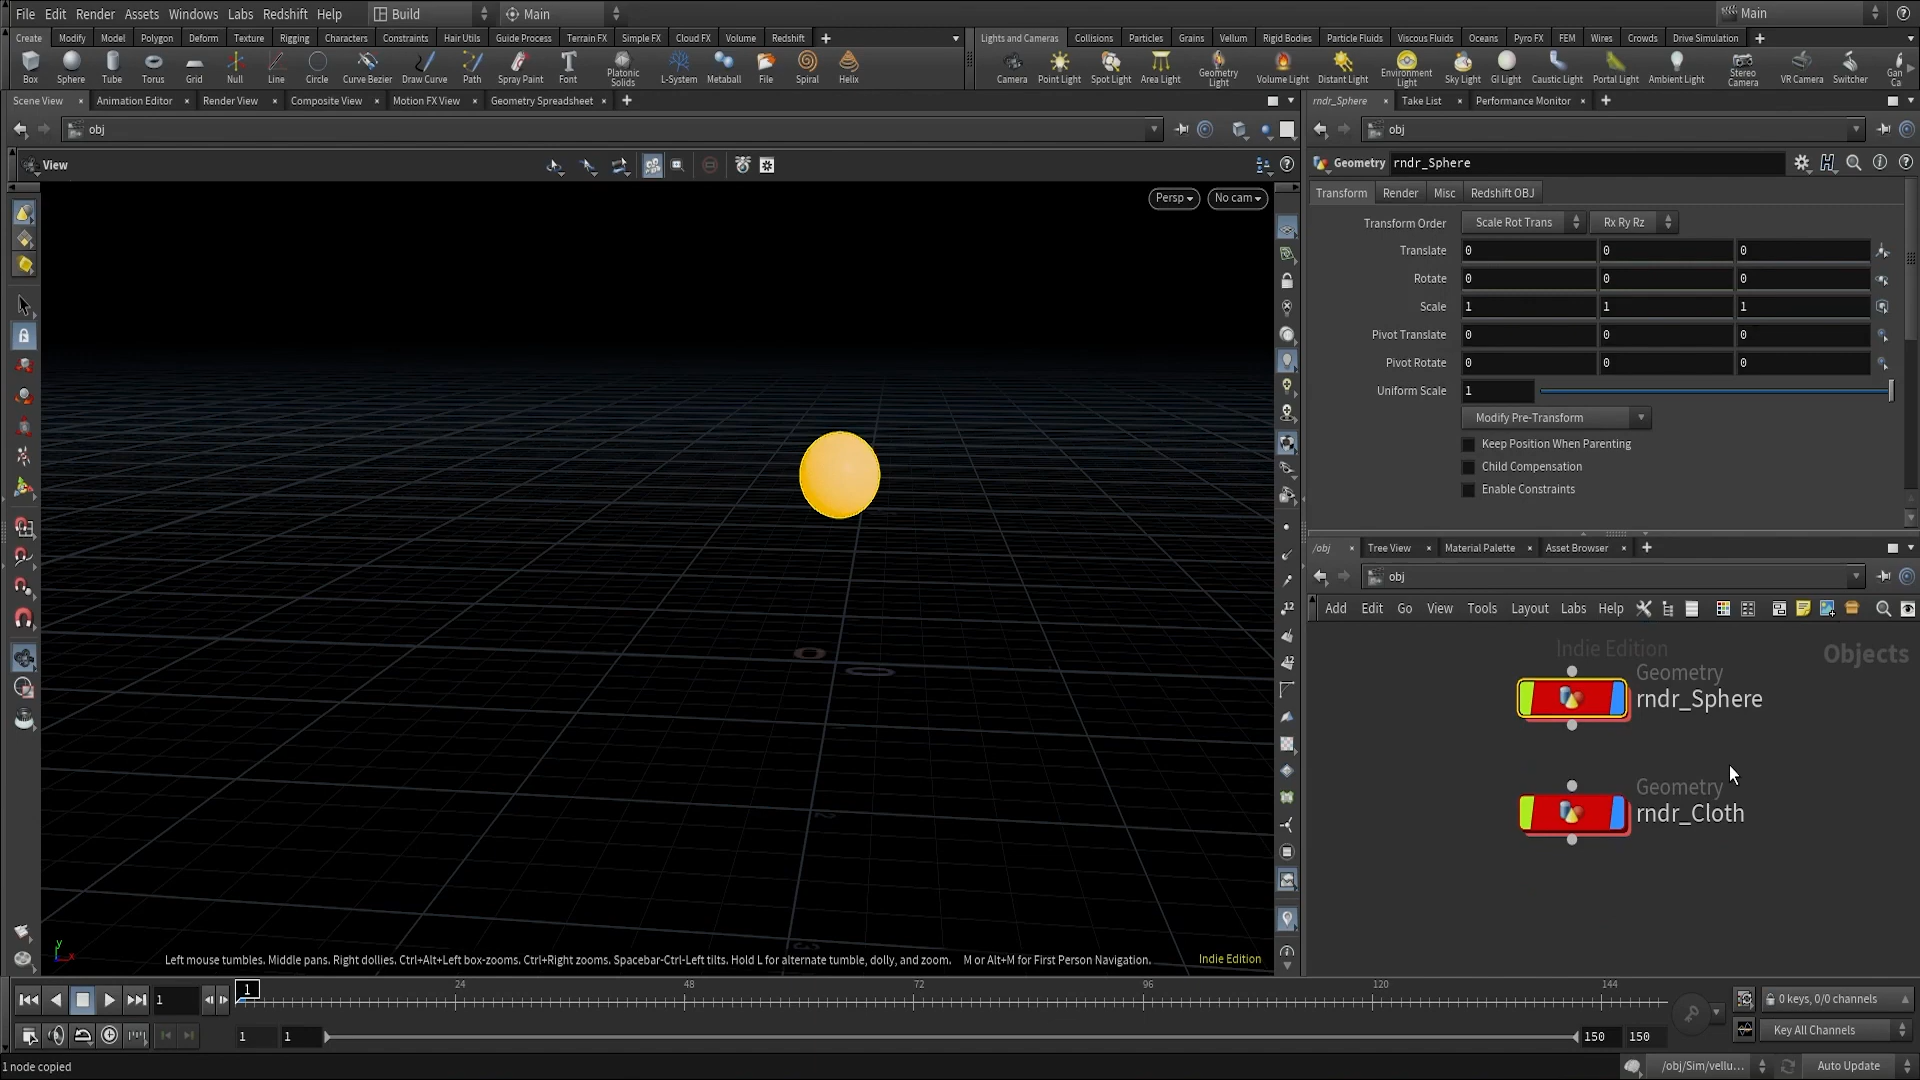 File Edit Render Assets Windows Labs Redshift Help Build Main Main
Create Modify Model Polygon Deform Texture Rigging Characters Constraints Hair Utils Guide Process Terrain FX Simple FX Cloud FX Volume Redshift
Lights and Cameras Collisions Particles Grains Vellum Rigid Bodies Particle Fluids Viscous Fluids Oceans Pyro FX FEM Wires Crowds Drive Simulation
Box Sphere Tube Torus Grid Null Line Circle Curve Bezier Draw Curve Path Spray Paint Font Platonic Solids L-System Metaball File Spiral Helix
Camera Point Light Spot Light Area Light Geometry Light Volume Light Distant Light Environment Light Sky Light GI Light Caustic Light Portal Light Ambient Light Stereo Camera VR Camera Switcher Gan Ca
Scene View Animation Editor Render View Composite View Motion FX View Geometry Spreadsheet
rndr_Sphere Take List Performance Monitor
obj
obj
View
Persp No cam
Geometry rndr_Sphere
Transform Render Misc Redshift OBJ
Transform Order Scale Rot Trans Rx Ry Rz
Translate 0 0 0
Rotate 0 0 0
Scale 1 1 1
Pivot Translate 0 0 0
Pivot Rotate 0 0 0
Uniform Scale 1
Modify Pre-Transform
Keep Position When Parenting
Child Compensation
Enable Constraints
/obj Tree View Material Palette Asset Browser
obj
Add Edit Go View Tools Layout Labs Help
Indie Edition
Objects
Geometry
rndr_Sphere
Geometry
rndr_Cloth
Left mouse tumbles. Middle pans. Right dollies. Ctrl+Alt+Left box-zooms. Ctrl+Right zooms. Spacebar-Ctrl-Left tilts. Hold L for alternate tumble, dolly, and zoom. M or Alt+M for First Person Navigation.
Indie Edition
1 1 24 48 72 96 120 144
0 keys, 0/0 channels
1 1 150 150
Key All Channels
1 node copied
/obj/Sim/vellu...
Auto Update